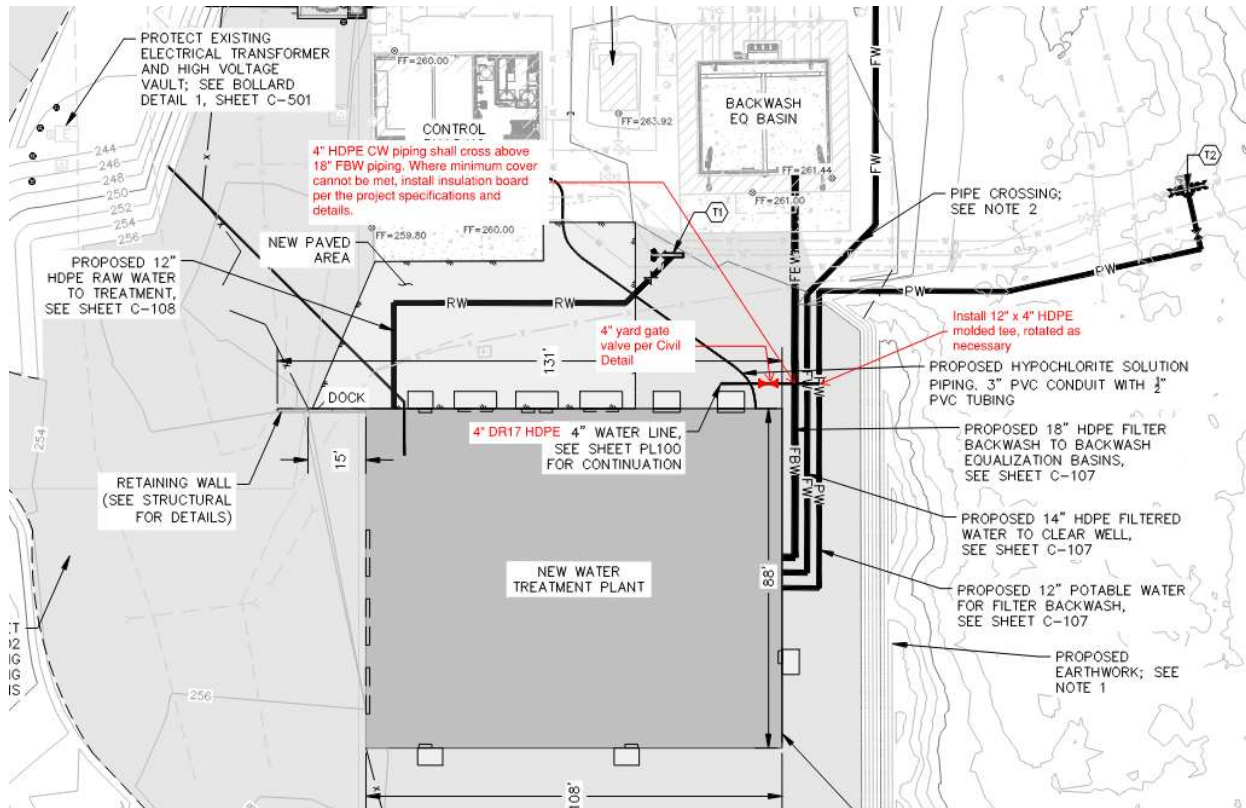 PROTECT EXISTING
ELECTRICAL TRANSFORMER
AND HIGH VOLTAGE
VAULT; SEE BOLLARD
DETAIL 1, SHEET C-501
FF=260.00
CONTROL
FF=263.92
BACKWASH
EQ BASIN
FF=261.44
FF=261.00
FW
FW
FW
T2
244
246
248
250
252
254
256
4" HDPE CW piping shall cross above
18" FBW piping. Where minimum cover
cannot be met, install insulation board
per the project specifications and
details.
FF=259.80
FF=260.00
T1
PIPE CROSSING;
SEE NOTE 2
NEW PAVED
AREA
PROPOSED 12"
HDPE RAW WATER
TO TREATMENT,
SEE SHEET C-108
RW
RW
FBW
PW
PW
4" yard gate
valve per Civil
Detail
Install 12" x 4" HDPE
molded tee, rotated as
necessary
131'
PROPOSED HYPOCHLORITE SOLUTION
PIPING. 3" PVC CONDUIT WITH ½"
PVC TUBING
DOCK
FW
PW
4" DR17 HDPE 4" WATER LINE,
SEE SHEET PL100
FOR CONTINUATION
PROPOSED 18" HDPE FILTER
BACKWASH TO BACKWASH
EQUALIZATION BASINS,
SEE SHEET C-107
254
15'
FBW
FW
PW
RETAINING WALL
(SEE STRUCTURAL
FOR DETAILS)
PROPOSED 14" HDPE FILTERED
WATER TO CLEAR WELL,
SEE SHEET C-107
NEW WATER
TREATMENT PLANT
88'
PROPOSED 12" POTABLE WATER
FOR FILTER BACKWASH,
SEE SHEET C-107
PROPOSED
EARTHWORK; SEE
NOTE 1
256
108'